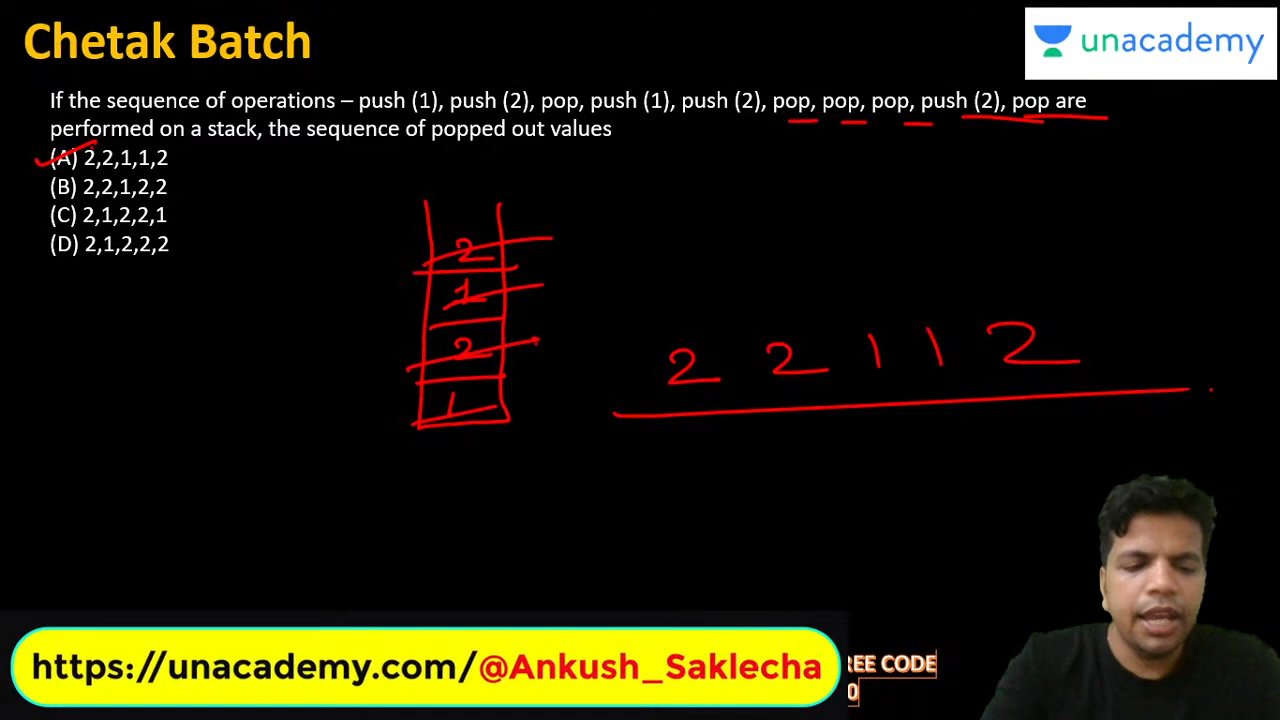 Chetak Batch
unacademy
If the sequence of operations – push (1), push (2), pop, push (1), push (2), pop, pop, pop, push (2), pop are
performed on a stack, the sequence of popped out values
(A) 2,2,1,1,2
(B) 2,2,1,2,2
(C) 2,1,2,2,1
(D) 2,1,2,2,2
2
1
2
1
2 2 1 1 2
https://unacademy.com/@Ankush_Saklecha
CODE